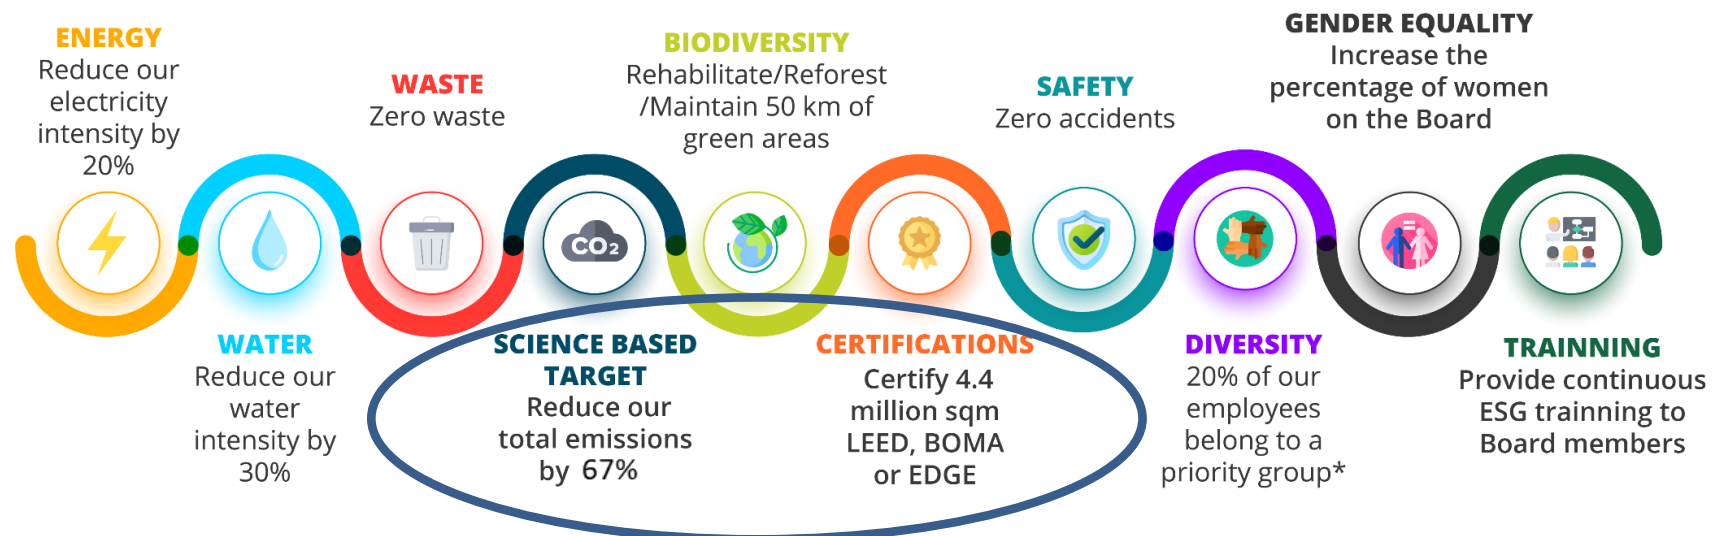 ENERGY
Reduce our
electricity
intensity by
20%
WATER
Reduce our
water
intensity by
30%
WASTE
Zero waste
CO₂
SCIENCE BASED
TARGET
Reduce our
total emissions
by 67%
BIODIVERSITY
Rehabilitate/Reforest
/Maintain 50 km of
green areas
CERTIFICATIONS
Certify 4.4
million sqm
LEED, BOMA
or EDGE
SAFETY
Zero accidents
DIVERSITY
20% of our
employees
belong to a
priority group*
GENDER EQUALITY
Increase the
percentage of women
on the Board
TRAINNING
Provide continuous
ESG trainning to
Board members